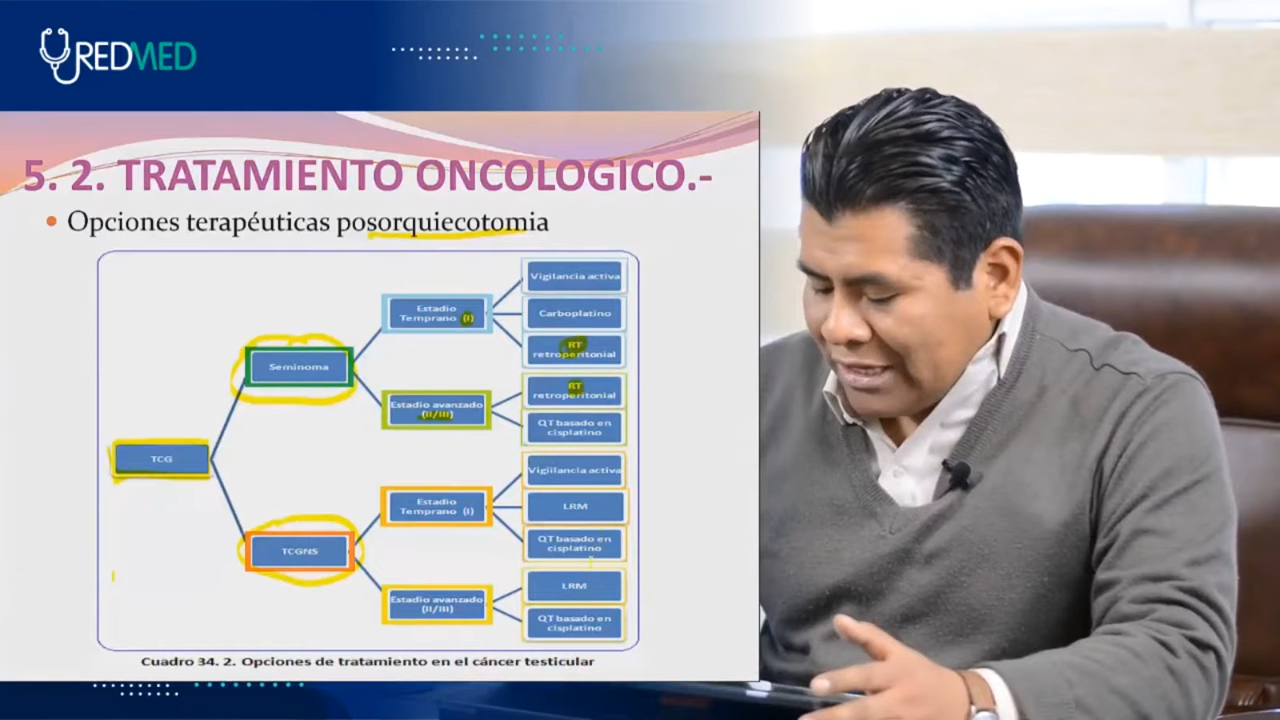 REDMED
5. 2. TRATAMIENTO ONCOLOGICO.-
• Opciones terapéuticas posorquiecotomia
Vigilancia activa
Estadio
Temprano (I)
Carboplatino
RT
retroperitonial
Seminoma
RT
retroperitonial
Estadio avanzado
(II/III)
QT basado en
cisplatino
TCG
Vigilancia activa
Estadio
Temprano (I)
LRM
QT basado en
cisplatino
TCGNS
LRM
Estadio avanzado
(II/III)
QT basado en
cisplatino
Cuadro 34. 2. Opciones de tratamiento en el cáncer testicular